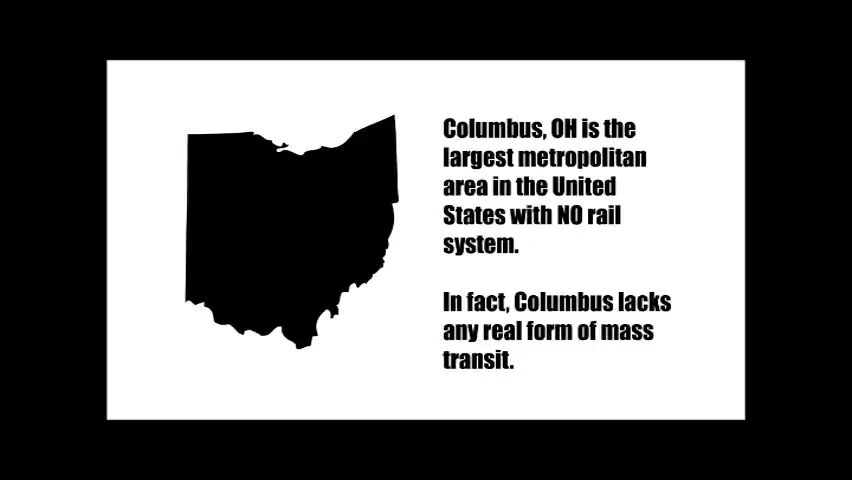 Columbus, OH is the
largest metropolitan
area in the United
States with NO rail
system.
In fact, Columbus lacks
any real form of mass
transit.